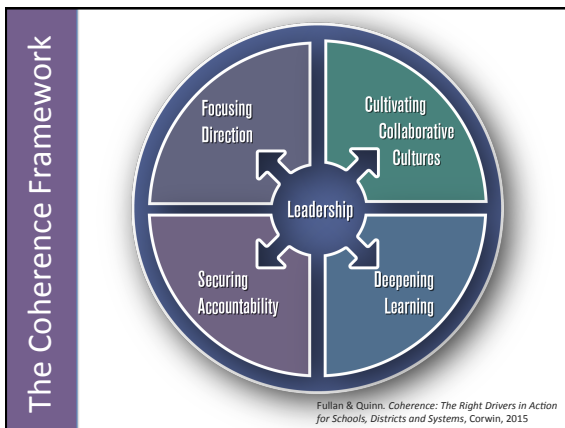 The Coherence Framework
Focusing
Direction
Cultivating
Collaborative
Cultures
Leadership
Securing
Accountability
Deepening
Learning
Fullan & Quinn. Coherence: The Right Drivers in Action
for Schools, Districts and Systems, Corwin, 2015